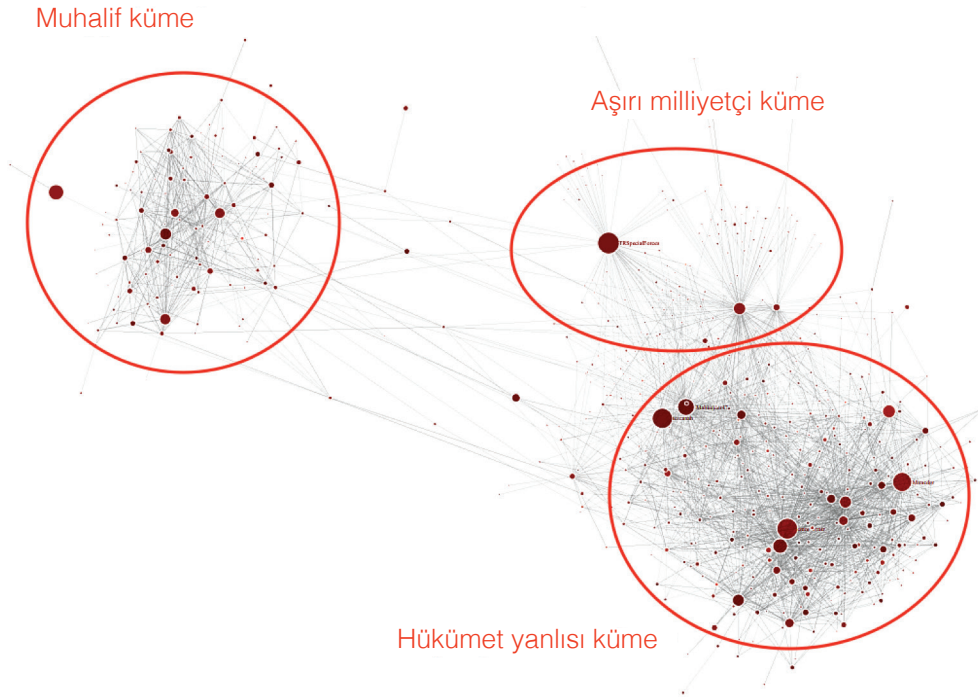 Muhalif küme
Aşırı milliyetçi küme
TRSpecialForces
Hükümet yanlısı küme